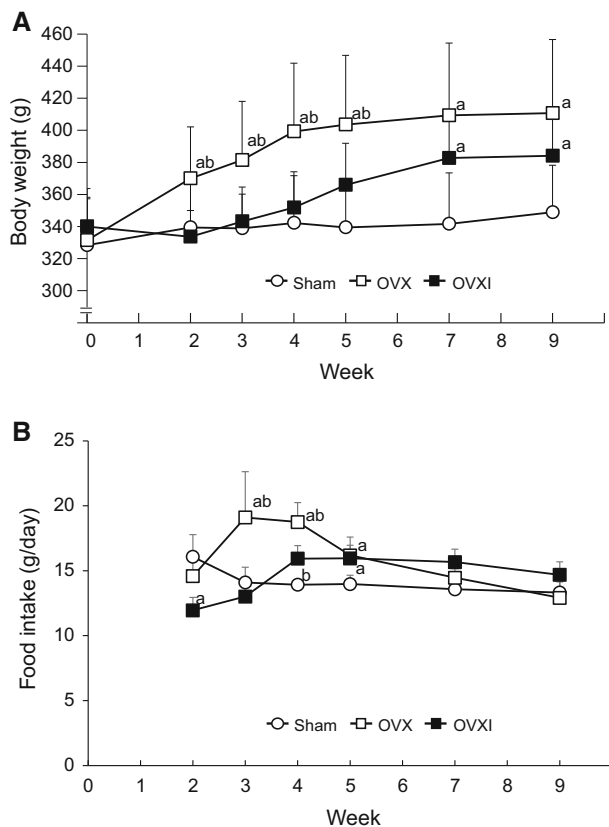 A
460
440
420
400
380
360
340
320
300
Body weight (g)
ab
ab
ab
ab
a
a
a
a
Sham OVX OVXI
0 1 2 3 4 5 6 7 8 9
Week
B
25
20
15
10
5
0
Food intake (g/day)
ab
ab
a
a
b
a
Sham OVX OVXI
0 1 2 3 4 5 6 7 8 9
Week